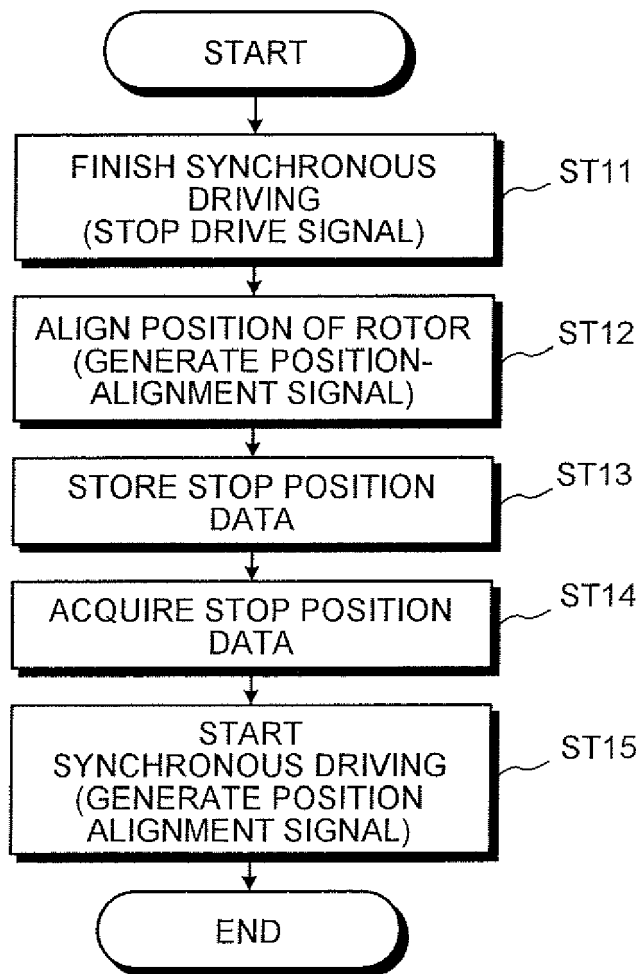 START
FINISH SYNCHRONOUS
DRIVING
(STOP DRIVE SIGNAL)
ST11
ALIGN POSITION OF ROTOR
(GENERATE POSITION-
ALIGNMENT SIGNAL)
ST12
STORE STOP POSITION
DATA
ST13
ACQUIRE STOP POSITION
DATA
ST14
START
SYNCHRONOUS DRIVING
(GENERATE POSITION
ALIGNMENT SIGNAL)
ST15
END